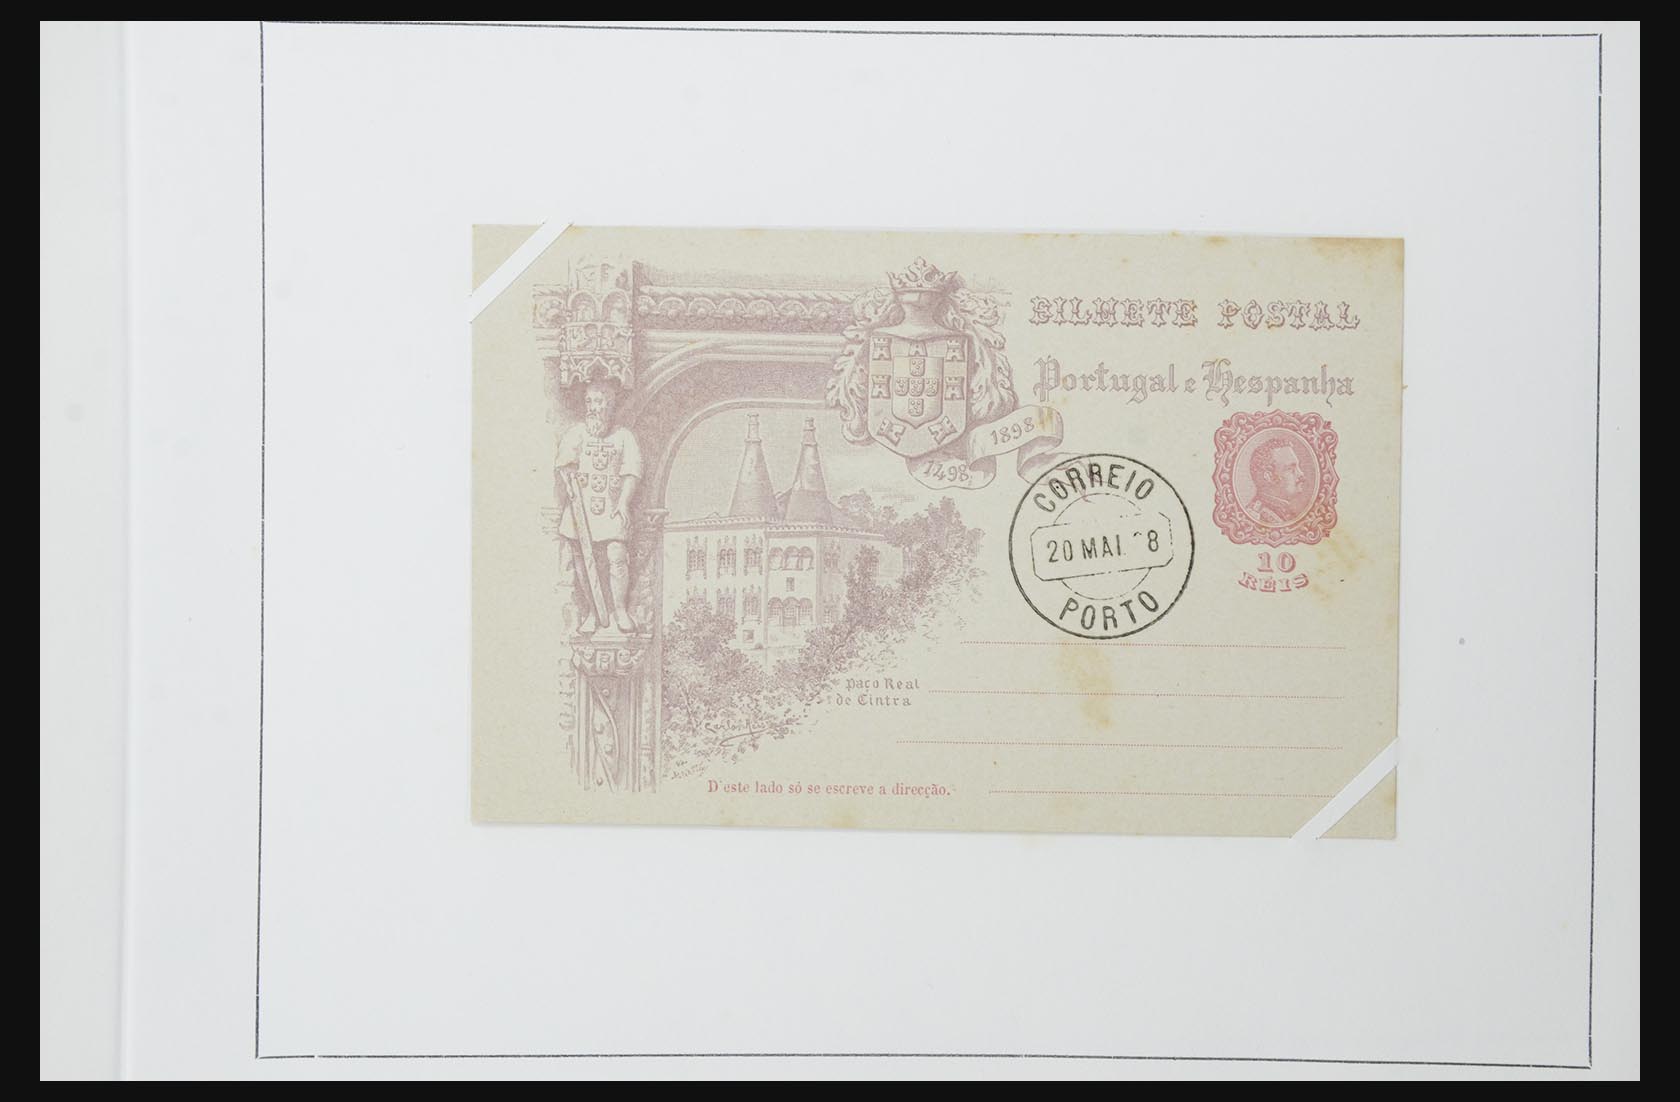 BILHETE POSTAL
Portugal e Hespanha
1498
1898
CORREIO
20 MAI. 8
PORTO
10
REIS
Paço Real
de Cintra
D'este lado só se escreve a direcção.